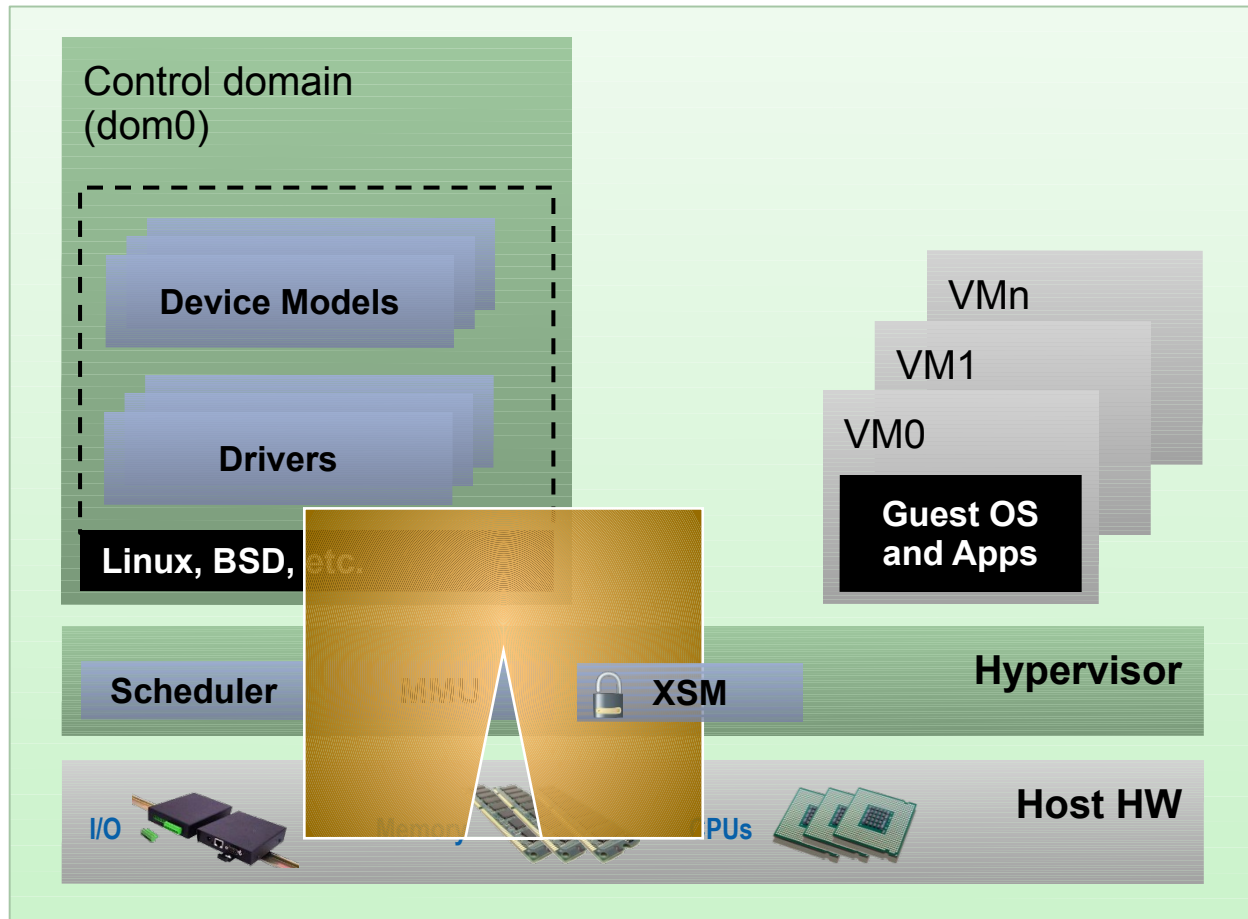 Control domain
(dom0)
Device Models
Drivers
Linux, BSD, etc.
VMn
VM1
VM0
Guest OS
and Apps
Hypervisor
Scheduler
MMU
XSM
Host HW
I/O
Memory
CPUs